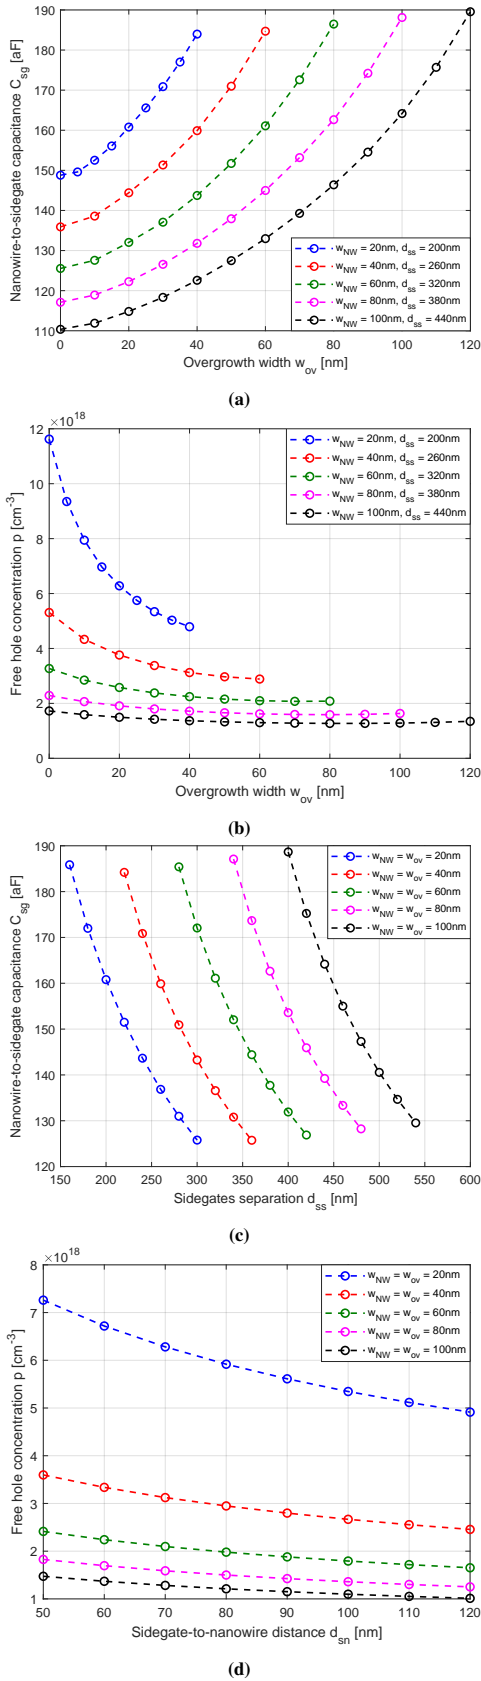 190
180
170
160
150
140
130
120
110
Nanowire-to-sidegate capacitance C_sg [aF]
w_NW = 20nm, d_ss = 200nm
w_NW = 40nm, d_ss = 260nm
w_NW = 60nm, d_ss = 320nm
w_NW = 80nm, d_ss = 380nm
w_NW = 100nm, d_ss = 440nm
0 20 40 60 80 100 120
Overgrowth width w_ov [nm]
(a)
×10^18
12
10
8
6
4
2
0
Free hole concentration p [cm^-3]
w_NW = 20nm, d_ss = 200nm
w_NW = 40nm, d_ss = 260nm
w_NW = 60nm, d_ss = 320nm
w_NW = 80nm, d_ss = 380nm
w_NW = 100nm, d_ss = 440nm
0 20 40 60 80 100 120
Overgrowth width w_ov [nm]
(b)
190
180
170
160
150
140
130
120
Nanowire-to-sidegate capacitance C_sg [aF]
w_NW = w_ov = 20nm
w_NW = w_ov = 40nm
w_NW = w_ov = 60nm
w_NW = w_ov = 80nm
w_NW = w_ov = 100nm
150 200 250 300 350 400 450 500 550 600
Sidegates separation d_ss [nm]
(c)
×10^18
8
7
6
5
4
3
2
1
Free hole concentration p [cm^-3]
w_NW = w_ov = 20nm
w_NW = w_ov = 40nm
w_NW = w_ov = 60nm
w_NW = w_ov = 80nm
w_NW = w_ov = 100nm
50 60 70 80 90 100 110 120
Sidegate-to-nanowire distance d_sn [nm]
(d)